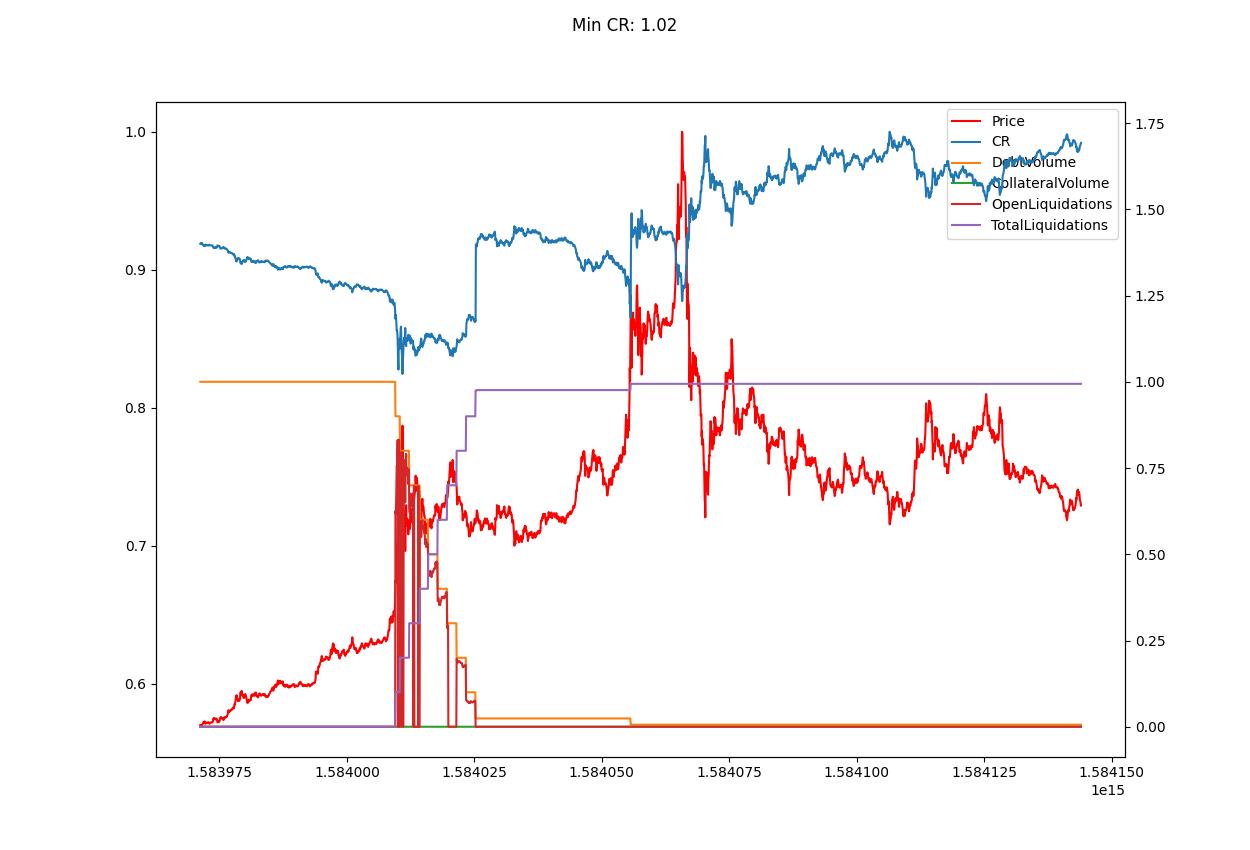 Min CR: 1.02
1.0
0.9
0.8
0.7
0.6
1.75
1.50
1.25
1.00
0.75
0.50
0.25
0.00
Price
CR
DebtVolume
CollateralVolume
OpenLiquidations
TotalLiquidations
1.583975 1.584000 1.584025 1.584050 1.584075 1.584100 1.584125 1.584150
1e15